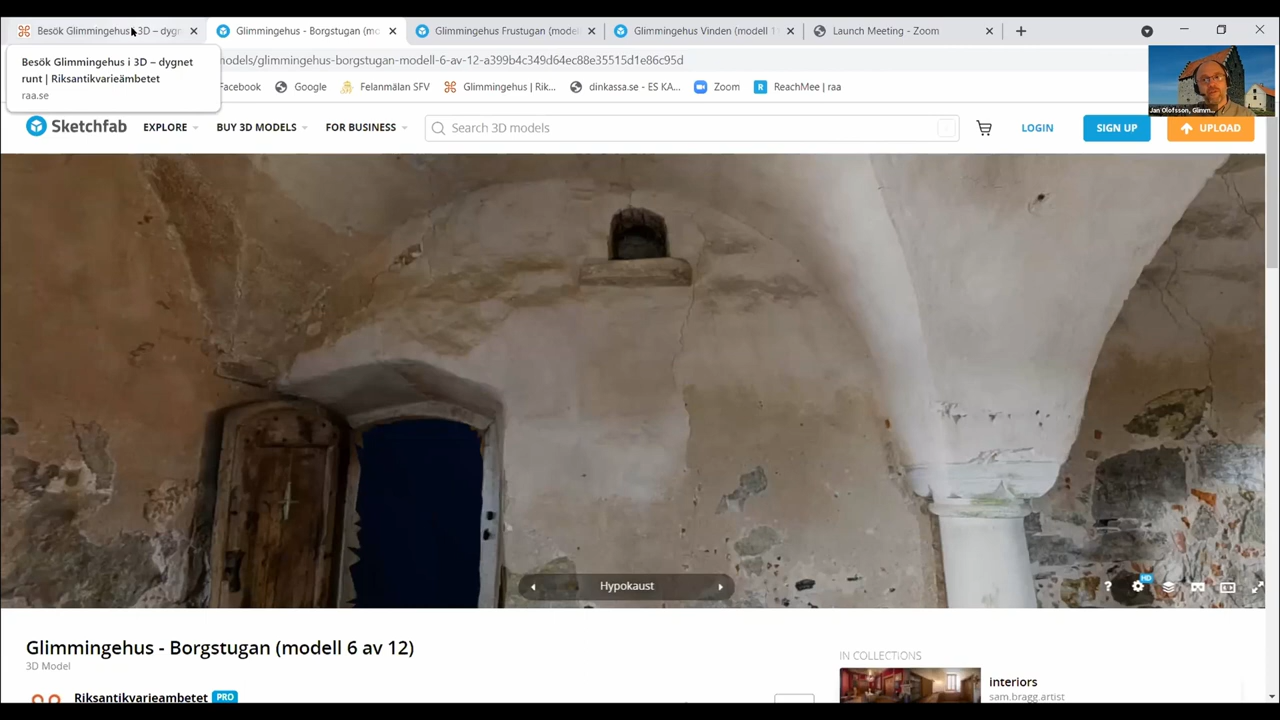 Besök Glimmingehus i 3D – dygn
Glimmingehus - Borgstugan (mo
Glimmingehus Frustugan (model
Glimmingehus Vinden (modell 1
Launch Meeting - Zoom
Besök Glimmingehus i 3D – dygnet
runt | Riksantikvarieämbetet
raa.se
models/glimmingehus-borgstugan-modell-6-av-12-a399b4c349d64ec88e35515d1e86c95d
Facebook
Google
Felanmälan SFV
Glimmingehus | Rik...
dinkassa.se - ES KA...
Zoom
ReachMee | raa
Jan Olofsson, Glimm...
Sketchfab
EXPLORE
BUY 3D MODELS
FOR BUSINESS
Search 3D models
LOGIN
SIGN UP
UPLOAD
Hypokaust
?
HD
Glimmingehus - Borgstugan (modell 6 av 12)
3D Model
Riksantikvarieambetet PRO
IN COLLECTIONS
interiors
sam.bragg.artist